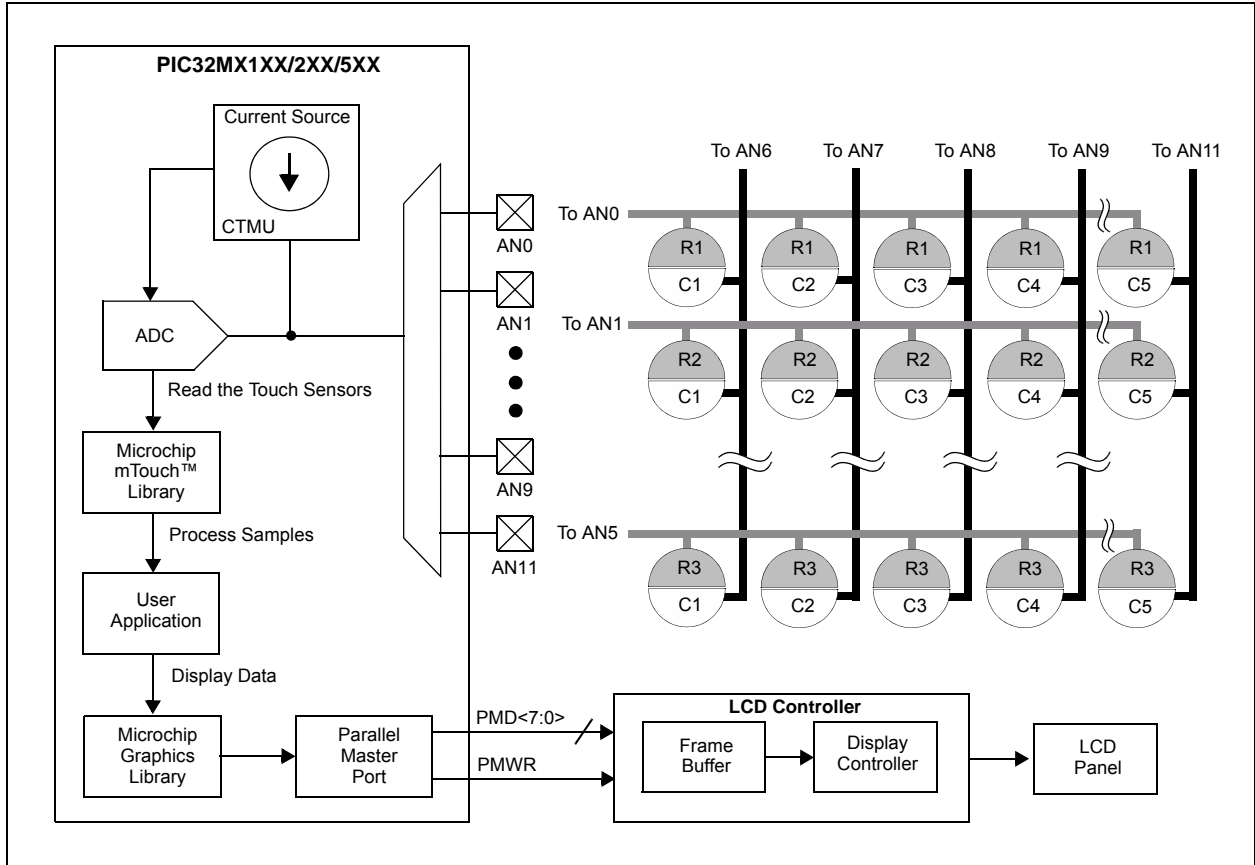 PIC32MX1XX/2XX/5XX
Current Source
CTMU
ADC
Read the Touch Sensors
Microchip
mTouch™
Library
Process Samples
User
Application
Display Data
Microchip
Graphics
Library
Parallel
Master
Port
AN0
AN1
AN9
AN11
To AN6
To AN7
To AN8
To AN9
To AN11
To AN0
R1 R1 R1 R1 R1
C1 C2 C3 C4 C5
To AN1
R2 R2 R2 R2 R2
C1 C2 C3 C4 C5
To AN5
R3 R3 R3 R3 R3
C1 C2 C3 C4 C5
PMD<7:0>
PMWR
LCD Controller
Frame
Buffer
Display
Controller
LCD
Panel